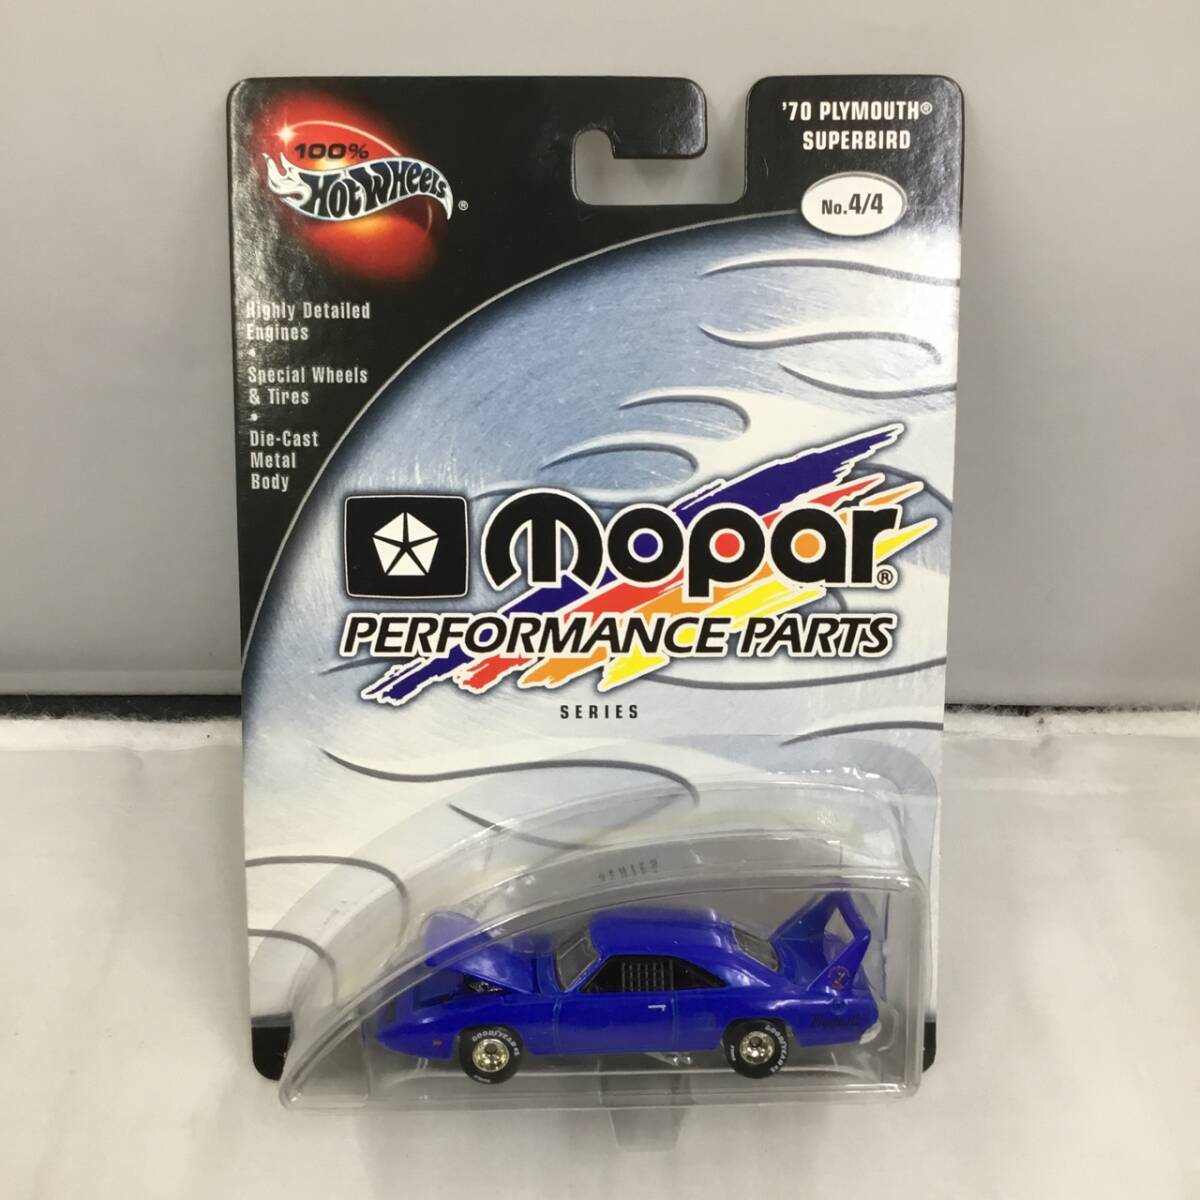 100%
HOT WHEELS®
'70 PLYMOUTH®
SUPERBIRD
No.4/4
Highly Detailed
Engines
•
Special Wheels
& Tires
•
Die-Cast
Metal
Body
mopar®
PERFORMANCE PARTS
SERIES
SERIES
GOODYEAR
GOODYEAR